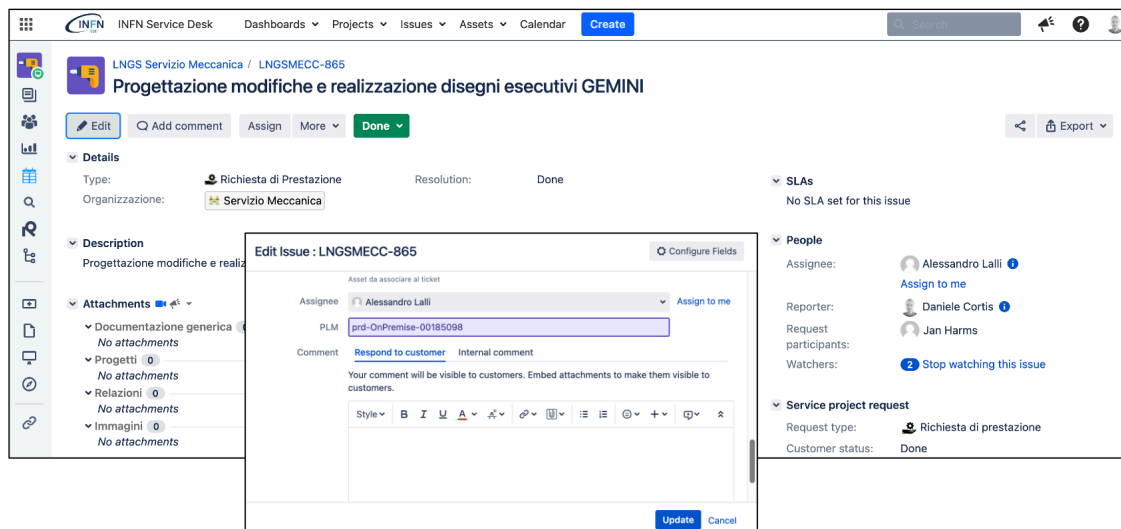 INFN INFN Service Desk Dashboards Projects Issues Assets Calendar Create Search
LNGS Servizio Meccanica / LNGSMECC-865
Progettazione modifiche e realizzazione disegni esecutivi GEMINI
Edit Add comment Assign More Done Export
Details
Type: Richiesta di Prestazione Resolution: Done
Organizzazione: Servizio Meccanica
Description
Progettazione modifiche e realiz
Attachments
Documentazione generica
No attachments
Progetti 0
No attachments
Relazioni 0
No attachments
Immagini 0
No attachments
SLAs
No SLA set for this issue
People
Assignee: Alessandro Lalli
Assign to me
Reporter: Daniele Cortis
Request participants: Jan Harms
Watchers: 2 Stop watching this issue
Service project request
Request type: Richiesta di prestazione
Customer status: Done
Edit Issue : LNGSMECC-865 Configure Fields
Asset da associare al ticket
Assignee Alessandro Lalli Assign to me
PLM prd-OnPremise-00185098
Comment Respond to customer Internal comment
Your comment will be visible to customers. Embed attachments to make them visible to
customers.
Style B I U A
Update Cancel